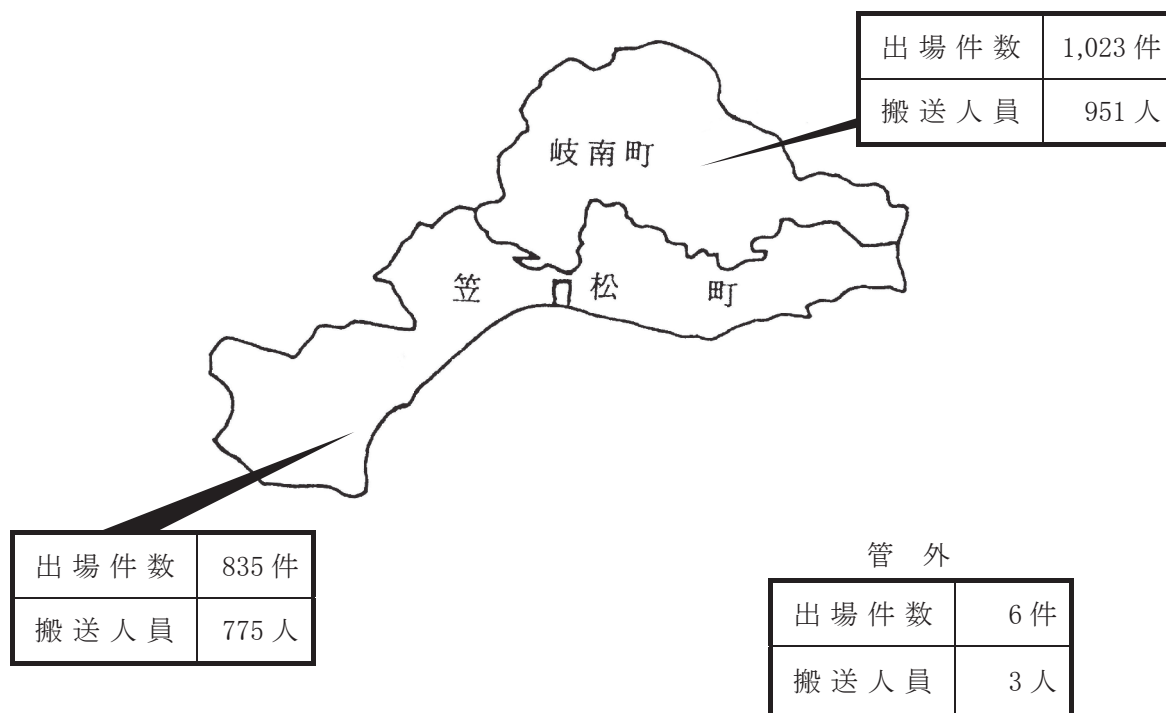 出場件数 1,023件
搬送人員 951人
岐南町
笠松町
出場件数 835件
搬送人員 775人
管外
出場件数 6件
搬送人員 3人